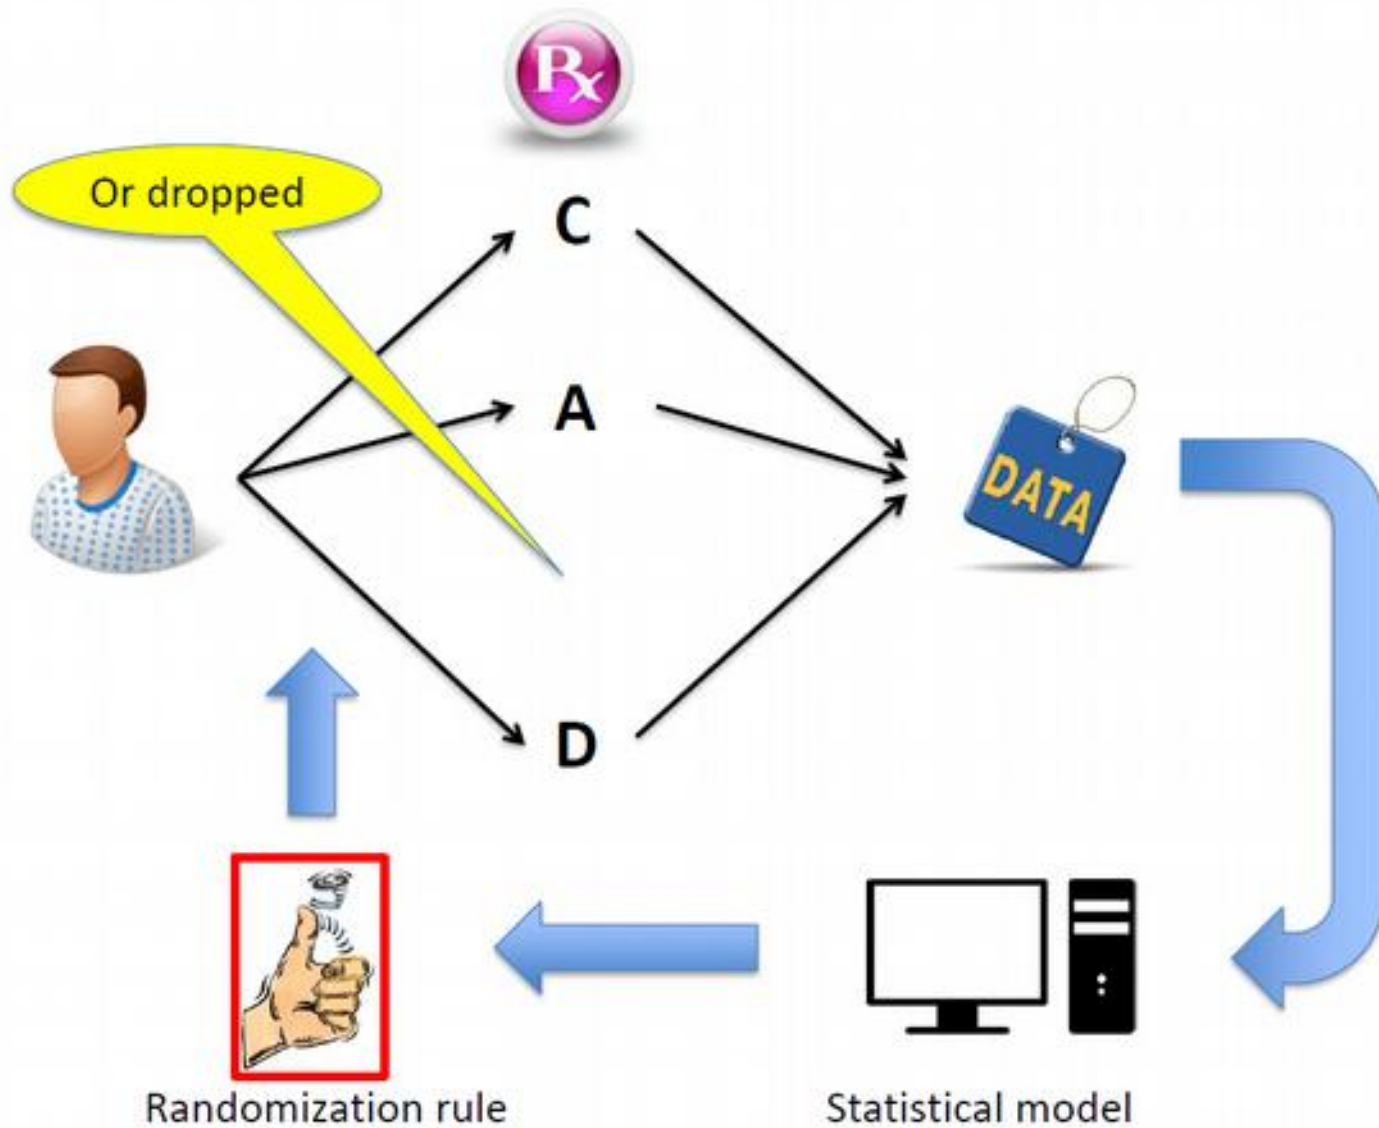 Rx
Or dropped
C
A
DATA
D
Randomization rule
Statistical model